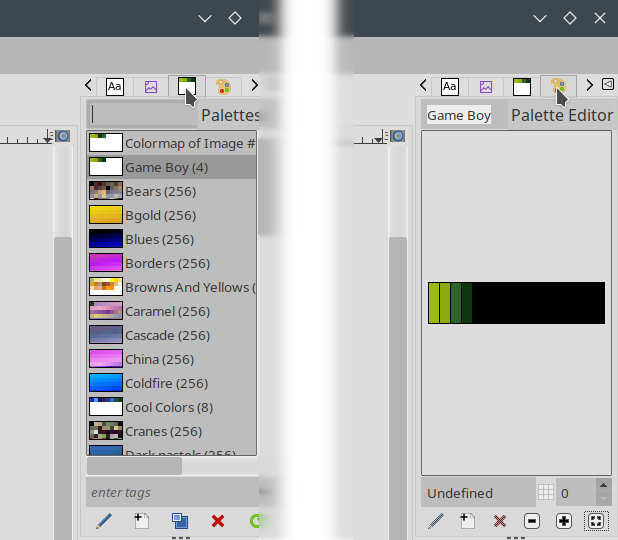 Aa
Palettes
Colormap of Image #
Game Boy (4)
Bears (256)
Bgold (256)
Blues (256)
Borders (256)
Browns And Yellows (
Caramel (256)
Cascade (256)
China (256)
Coldfire (256)
Cool Colors (8)
Cranes (256)
Dark pastels (256)
enter tags
Aa
Game Boy Palette Editor
Undefined 0